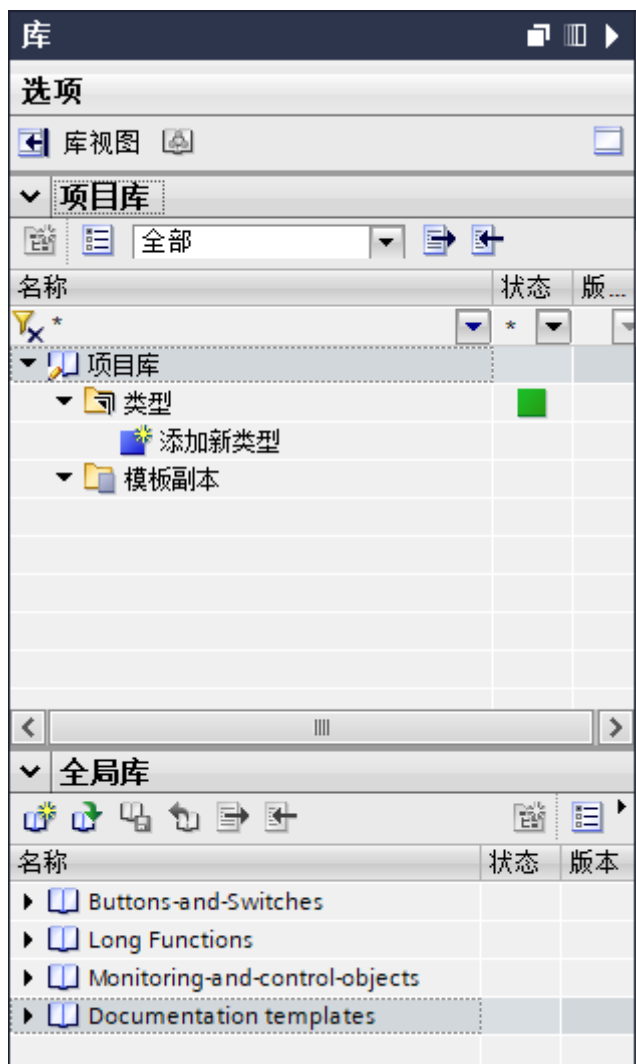 库
选项
库视图
项目库
全部
名称 状态 版...
* *
项目库
类型
添加新类型
模板副本
全局库
名称 状态 版本
Buttons-and-Switches
Long Functions
Monitoring-and-control-objects
Documentation templates